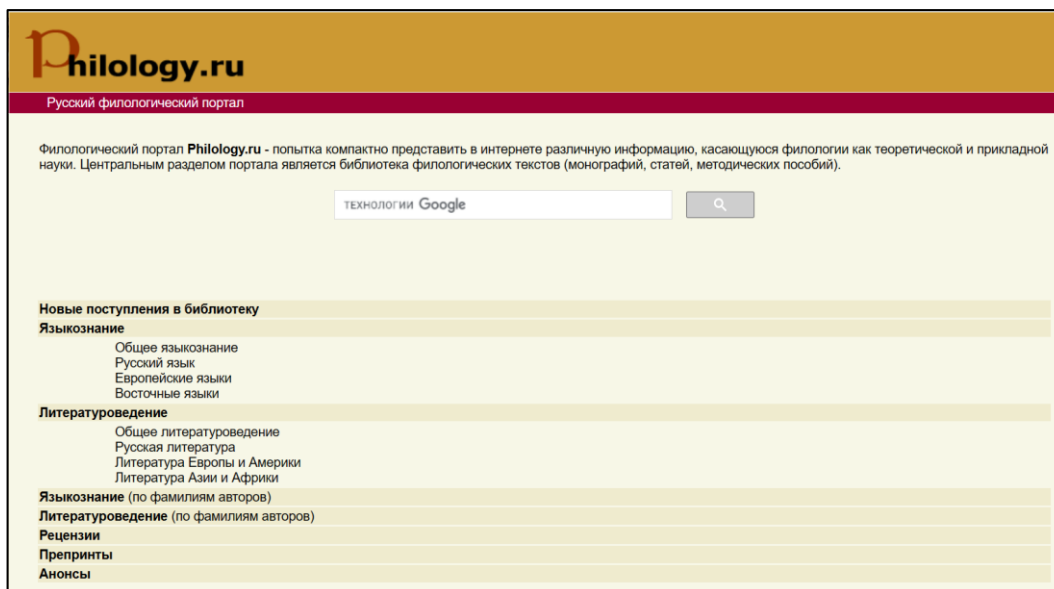 Philology.ru
Русский филологический портал
Филологический портал Philology.ru - попытка компактно представить в интернете различную информацию, касающуюся филологии как теоретической и прикладной
науки. Центральным разделом портала является библиотека филологических текстов (монографий, статей, методических пособий).
технологии Google
Новые поступления в библиотеку
Языкознание
Общее языкознание
Русский язык
Европейские языки
Восточные языки
Литературоведение
Общее литературоведение
Русская литература
Литература Европы и Америки
Литература Азии и Африки
Языкознание (по фамилиям авторов)
Литературоведение (по фамилиям авторов)
Рецензии
Препринты
Анонсы